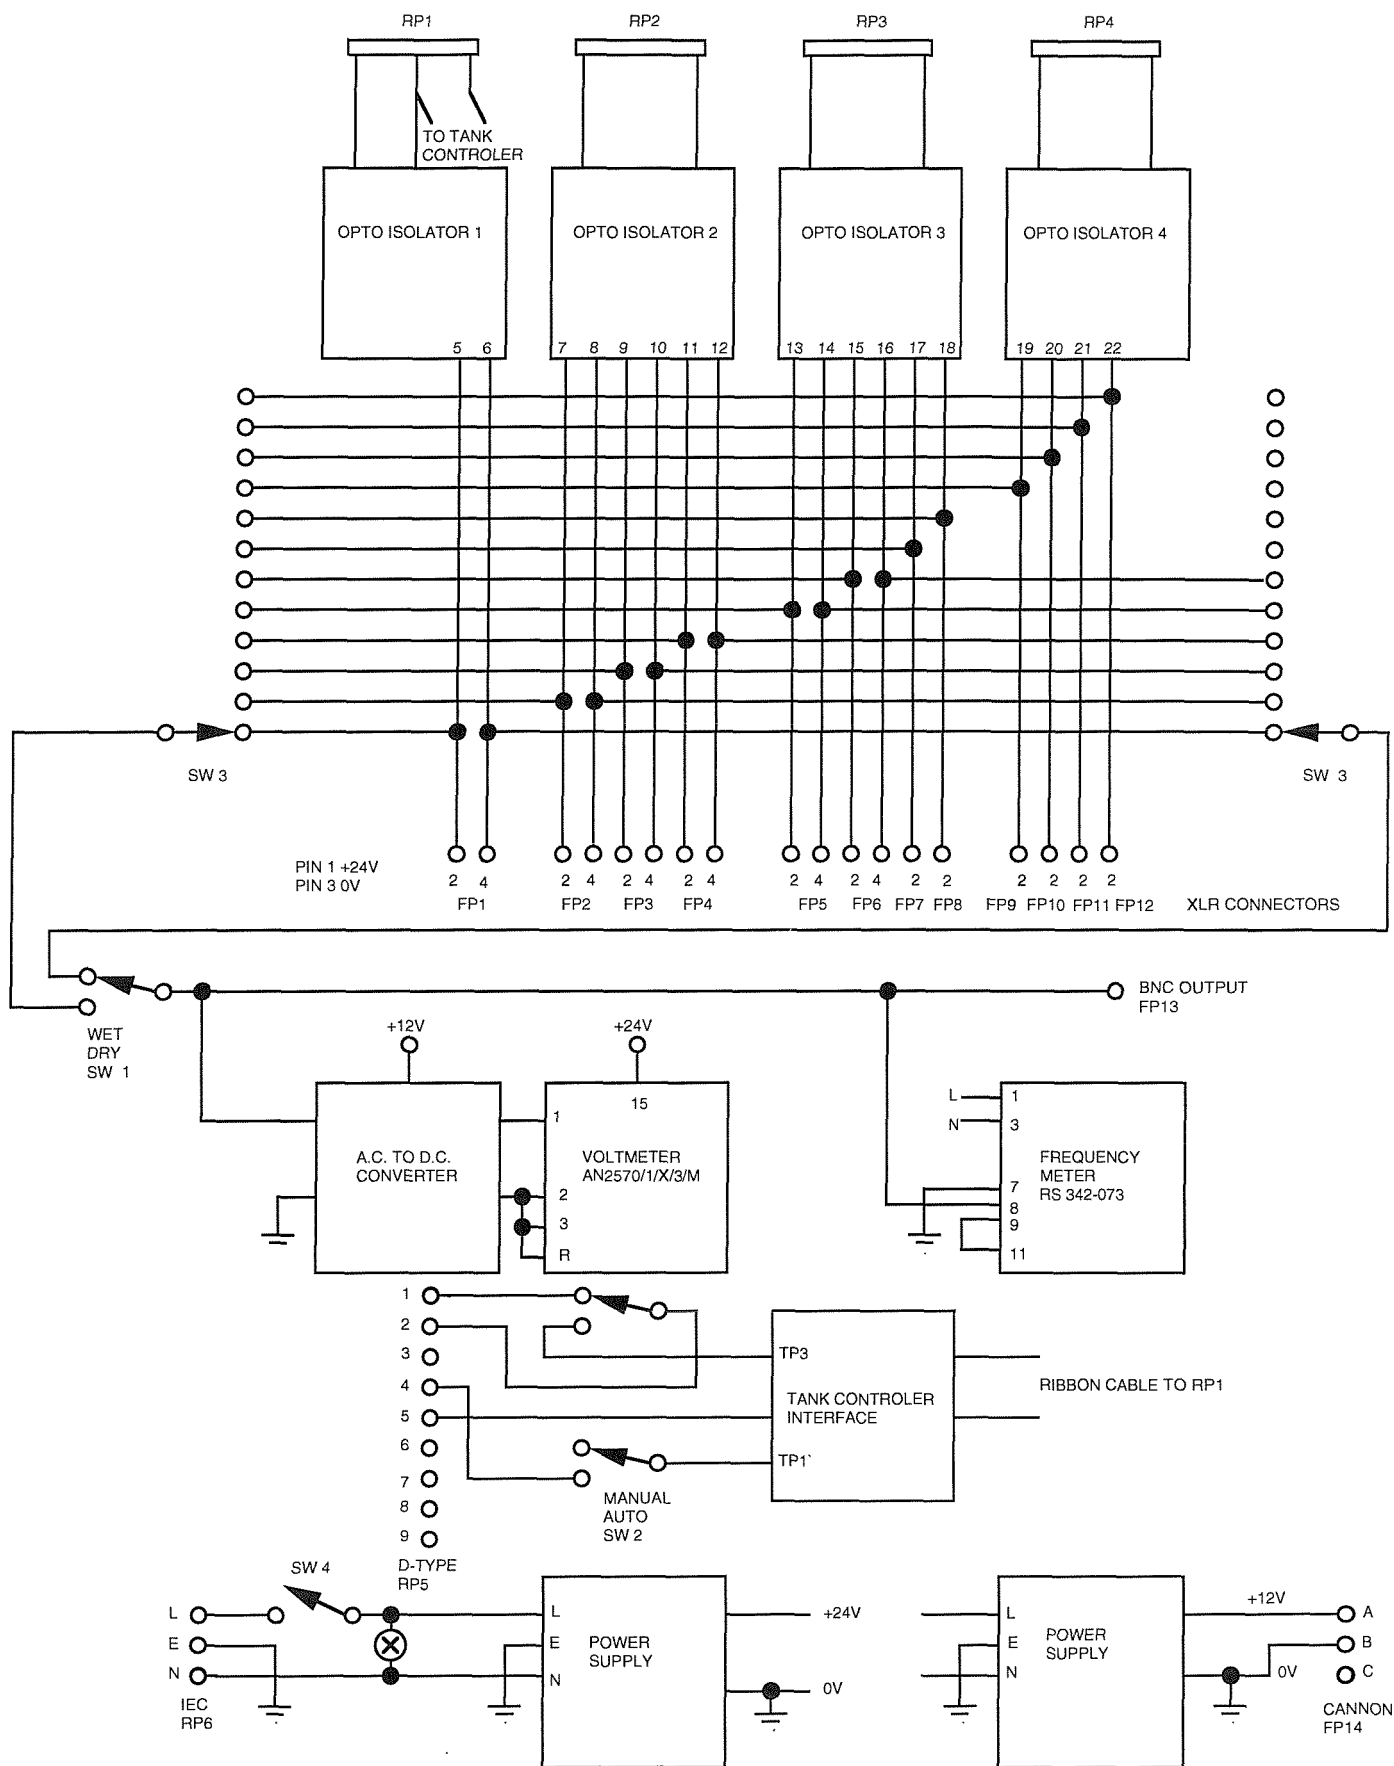 RP1 RP2 RP3 RP4
TO TANK
CONTROLER
OPTO ISOLATOR 1 OPTO ISOLATOR 2 OPTO ISOLATOR 3 OPTO ISOLATOR 4
5 6 7 8 9 10 11 12 13 14 15 16 17 18 19 20 21 22
SW 3 SW 3
PIN 1 +24V
PIN 3 0V
2 4 2 4 2 4 2 4 2 4 2 4 2 2 2 2 2 2
FP1 FP2 FP3 FP4 FP5 FP6 FP7 FP8 FP9 FP10 FP11 FP12 XLR CONNECTORS
BNC OUTPUT
FP13
WET
DRY
SW 1
+12V +24V
A.C. TO D.C.
CONVERTER
15
1
VOLTMETER
AN2570/1/X/3/M
2
3
R
L 1
N 3
FREQUENCY
METER
RS 342-073
7
8
9
11
1
2
3
4
5
6
7
8
9
D-TYPE
RP5
TP3
TANK CONTROLER
INTERFACE
TP1`
RIBBON CABLE TO RP1
MANUAL
AUTO
SW 2
SW 4
L
E
N
IEC
RP6
L
E
N
POWER
SUPPLY
+24V
0V
L
E
N
POWER
SUPPLY
+12V
0V
A
B
C
CANNON
FP14